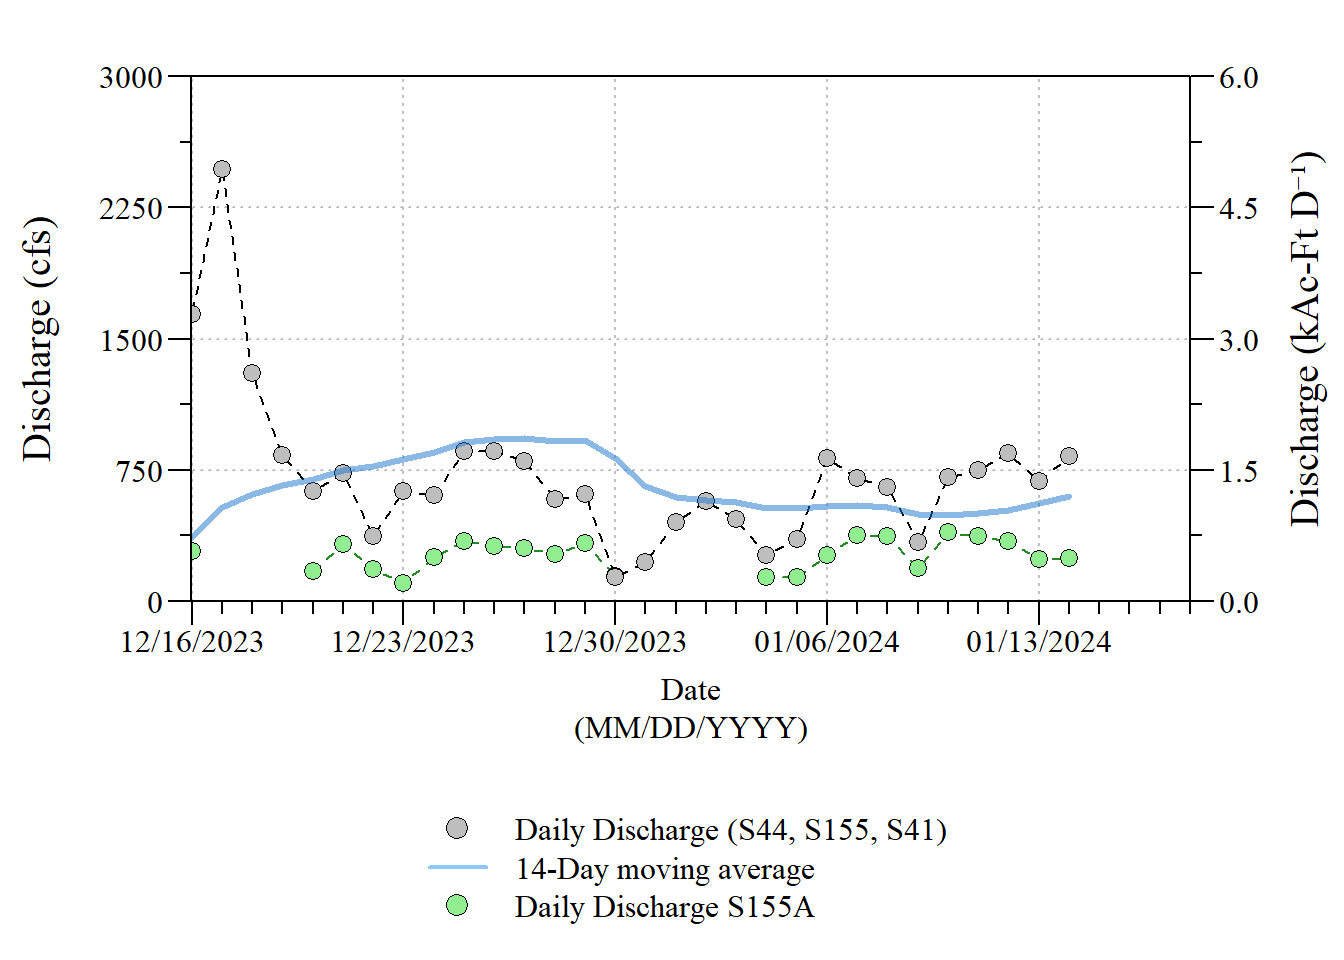 3000
2250
1500
750
0
6.0
4.5
3.0
1.5
0.0
Discharge (cfs)
Discharge (kAc-Ft D⁻¹)
12/16/2023
12/23/2023
12/30/2023
01/06/2024
01/13/2024
Date
(MM/DD/YYYY)
Daily Discharge (S44, S155, S41)
14-Day moving average
Daily Discharge S155A